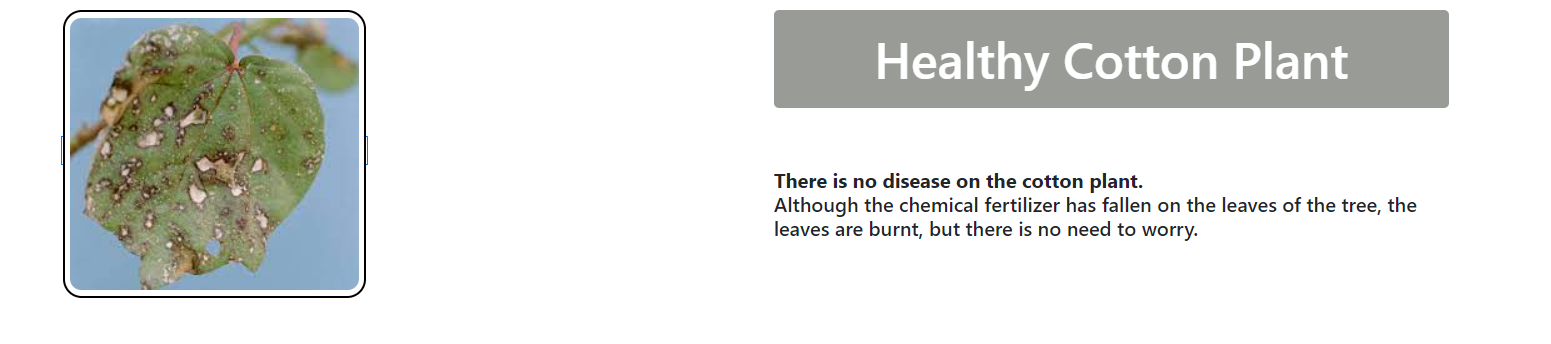 Healthy Cotton Plant
There is no disease on the cotton plant.
Although the chemical fertilizer has fallen on the leaves of the tree, the
leaves are burnt, but there is no need to worry.